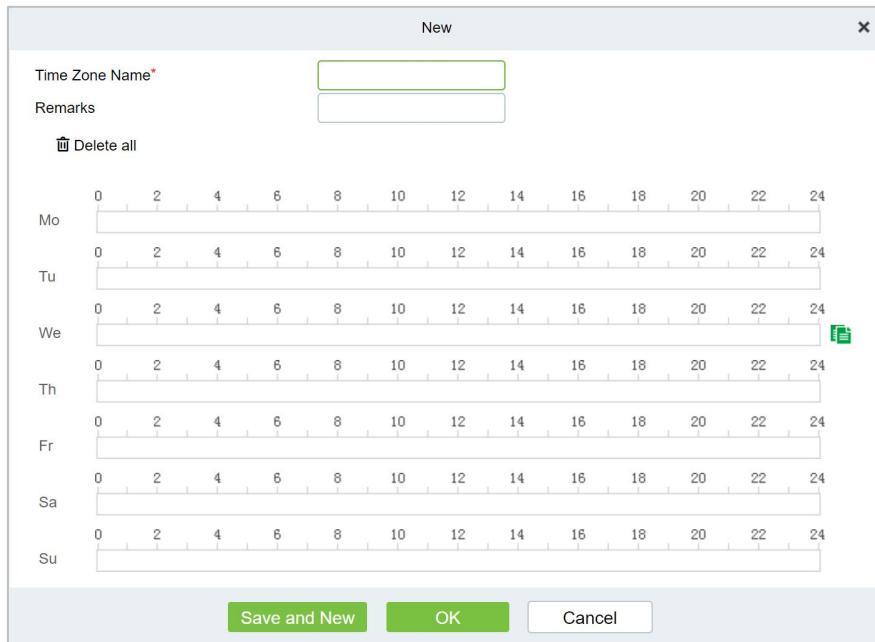 New
Time Zone Name*
Remarks
Delete all
0 2 4 6 8 10 12 14 16 18 20 22 24
Mo
0 2 4 6 8 10 12 14 16 18 20 22 24
Tu
0 2 4 6 8 10 12 14 16 18 20 22 24
We
0 2 4 6 8 10 12 14 16 18 20 22 24
Th
0 2 4 6 8 10 12 14 16 18 20 22 24
Fr
0 2 4 6 8 10 12 14 16 18 20 22 24
Sa
0 2 4 6 8 10 12 14 16 18 20 22 24
Su
Save and New OK Cancel